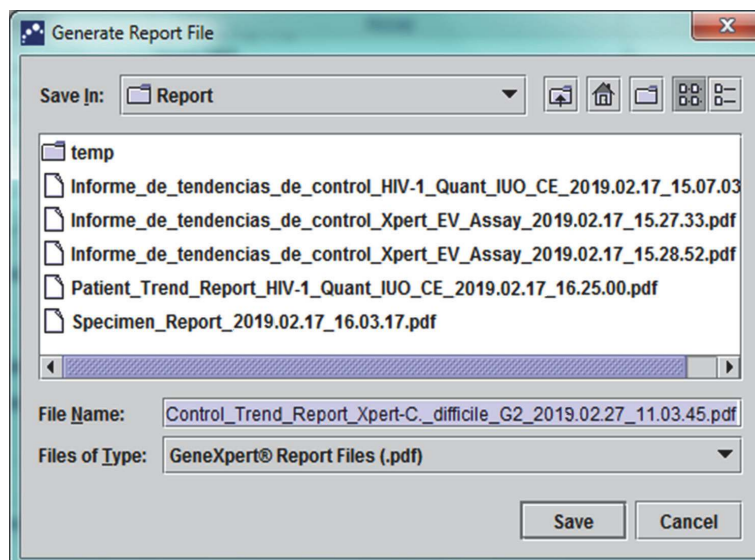 Generate Report File
Save In: Report
temp
Informe_de_tendencias_de_control_HIV-1_Quant_IUO_CE_2019.02.17_15.07.03
Informe_de_tendencias_de_control_Xpert_EV_Assay_2019.02.17_15.27.33.pdf
Informe_de_tendencias_de_control_Xpert_EV_Assay_2019.02.17_15.28.52.pdf
Patient_Trend_Report_HIV-1_Quant_IUO_CE_2019.02.17_16.25.00.pdf
Specimen_Report_2019.02.17_16.03.17.pdf
File Name: Control_Trend_Report_Xpert-C._difficile_G2_2019.02.27_11.03.45.pdf
Files of Type: GeneXpert® Report Files (.pdf)
Save Cancel